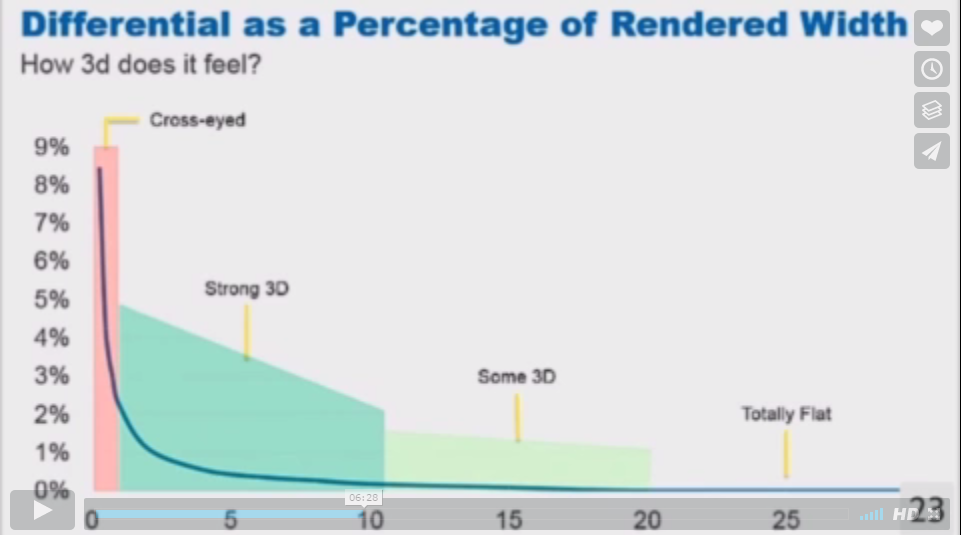 Differential as a Percentage of Rendered Width
How 3d does it feel?
Cross-eyed
9%
8%
7%
6%
Strong 3D
5%
4%
3%
Some 3D
2%
Totally Flat
1%
0%
06:28
0 5 10 15 20 25
23
HD